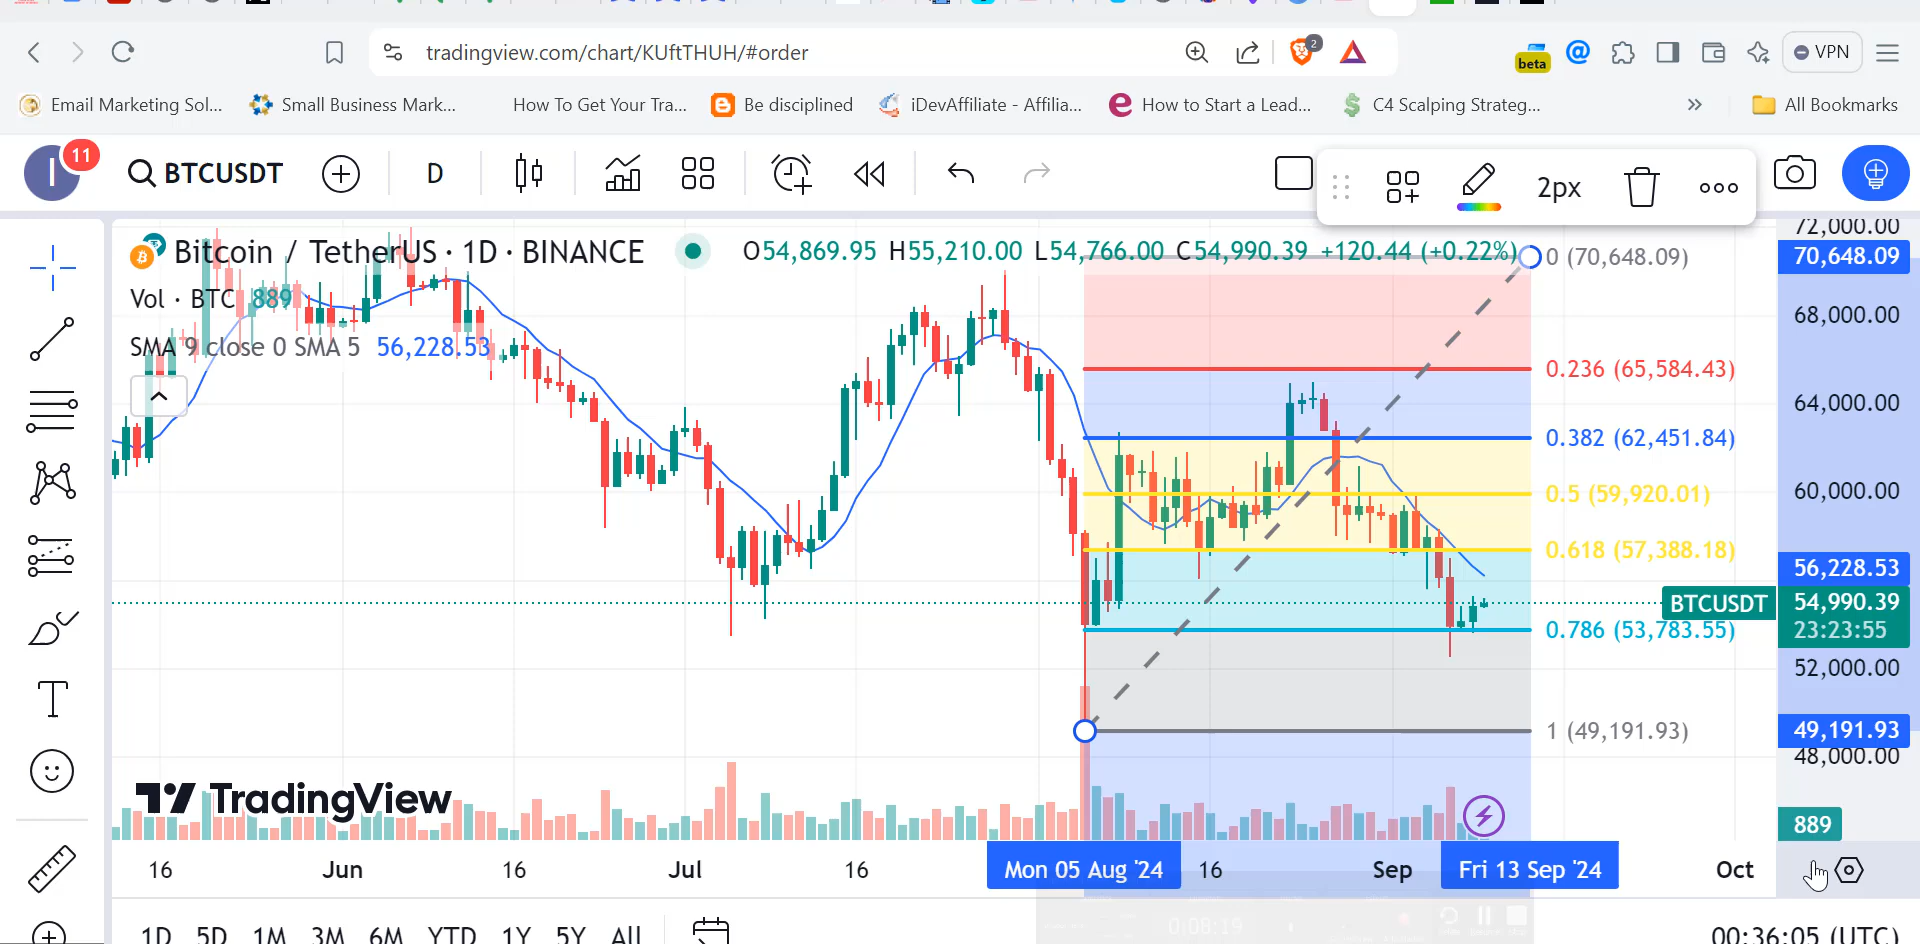 tradingview.com/chart/KUftTHUH/#order
2
beta
VPN
Email Marketing Sol...
Small Business Mark...
How To Get Your Tra...
Be disciplined
iDevAffiliate - Affilia...
How to Start a Lead...
C4 Scalping Strateg...
All Bookmarks
I
11
BTCUSDT
D
2px
Bitcoin / TetherUS · 1D · BINANCE
O54,869.95 H55,210.00 L54,766.00 C54,990.39 +120.44 (+0.22%)
Vol · BTC 889
SMA 9 close 0 SMA 5 56,228.53
0 (70,648.09)
0.236 (65,584.43)
0.382 (62,451.84)
0.5 (59,920.01)
0.618 (57,388.18)
0.786 (53,783.55)
1 (49,191.93)
72,000.00
70,648.09
68,000.00
64,000.00
60,000.00
56,228.53
BTCUSDT
54,990.39
23:23:55
52,000.00
49,191.93
48,000.00
889
TradingView
16
Jun
16
Jul
16
Mon 05 Aug '24
16
Sep
Fri 13 Sep '24
Oct
0:08:19
1D 5D 1M 3M 6M YTD 1Y 5Y All
00:36:05 (UTC)